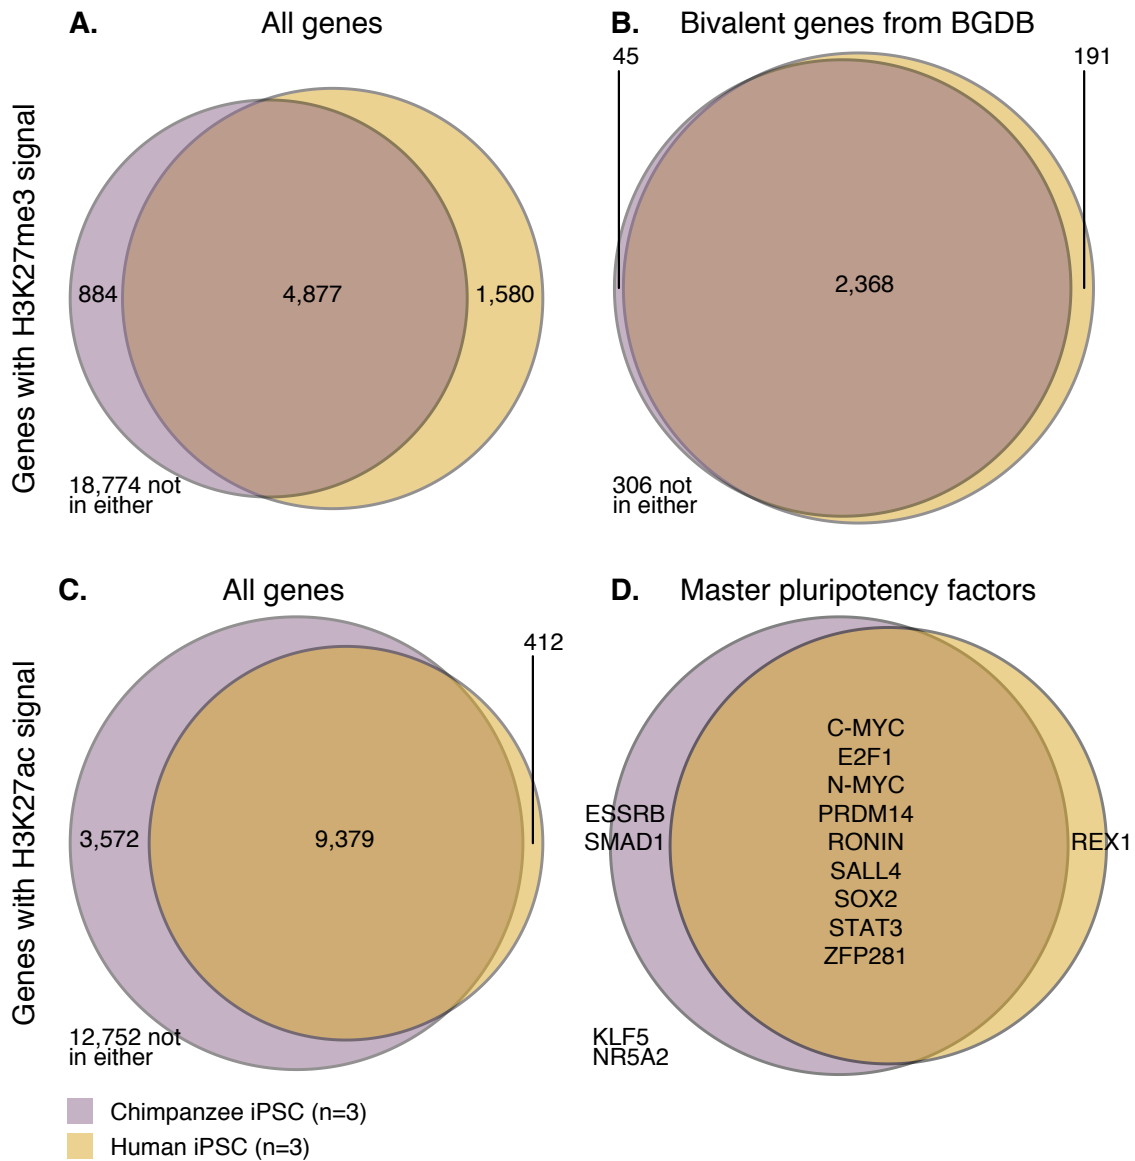 A. All genes
B. Bivalent genes from BGDB
45
191
Genes with H3K27me3 signal
884
4,877
1,580
2,368
18,774 not
in either
306 not
in either
C. All genes
D. Master pluripotency factors
412
Genes with H3K27ac signal
3,572
9,379
C-MYC
E2F1
N-MYC
PRDM14
RONIN
SALL4
SOX2
STAT3
ZFP281
ESSRB
SMAD1
REX1
12,752 not
in either
KLF5
NR5A2
Chimpanzee iPSC (n=3)
Human iPSC (n=3)